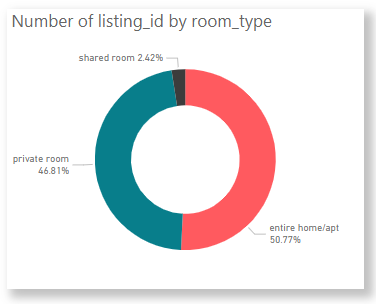 Number of listing_id by room_type
shared room 2.42%
private room
46.81%
entire home/apt
50.77%